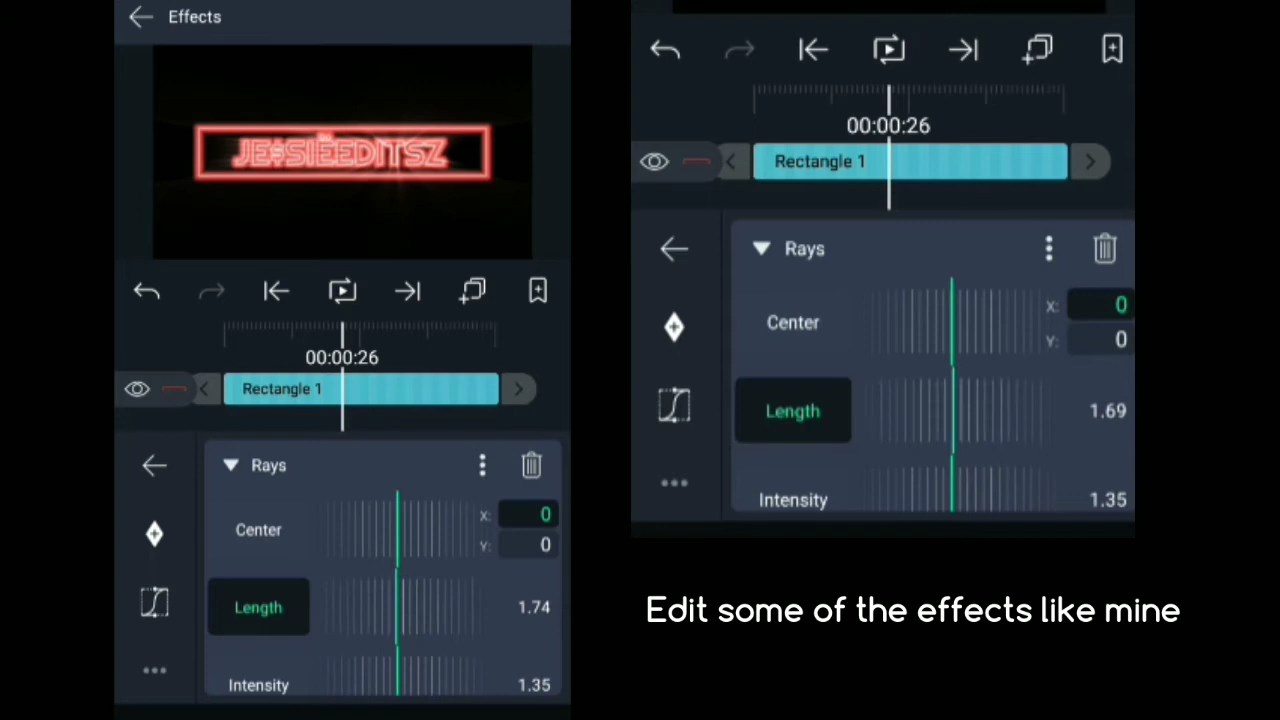 Effects
JESSIEEDITSZ
00:00:26
Rectangle 1
Rays
Center
X: 0
Y: 0
Length 1.74
Intensity 1.35
00:00:26
Rectangle 1
Rays
Center
X: 0
Y: 0
Length 1.69
Intensity 1.35
Edit some of the effects like mine